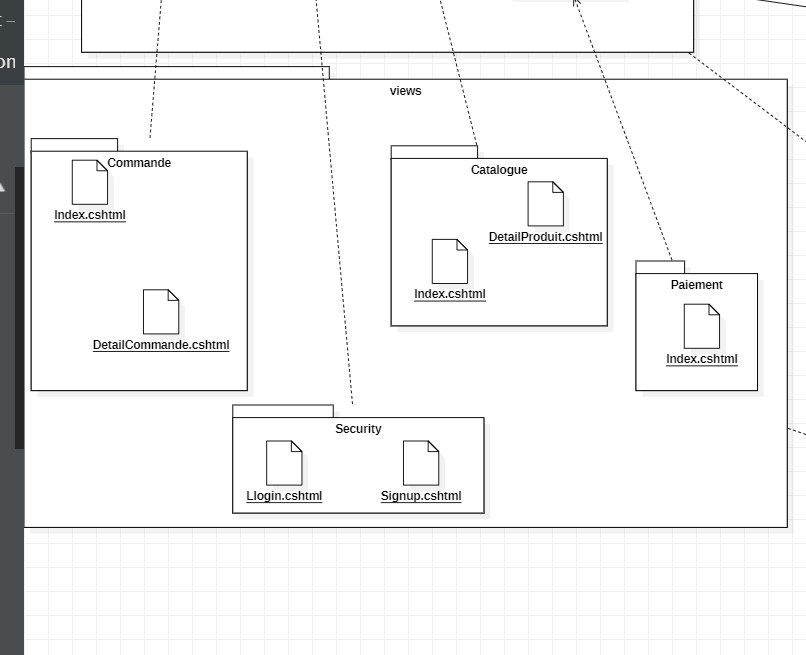 on
views
Commande
Index.cshtml
DetailCommande.cshtml
Catalogue
DetailProduit.cshtml
Index.cshtml
Paiement
Index.cshtml
Security
Llogin.cshtml
Signup.cshtml